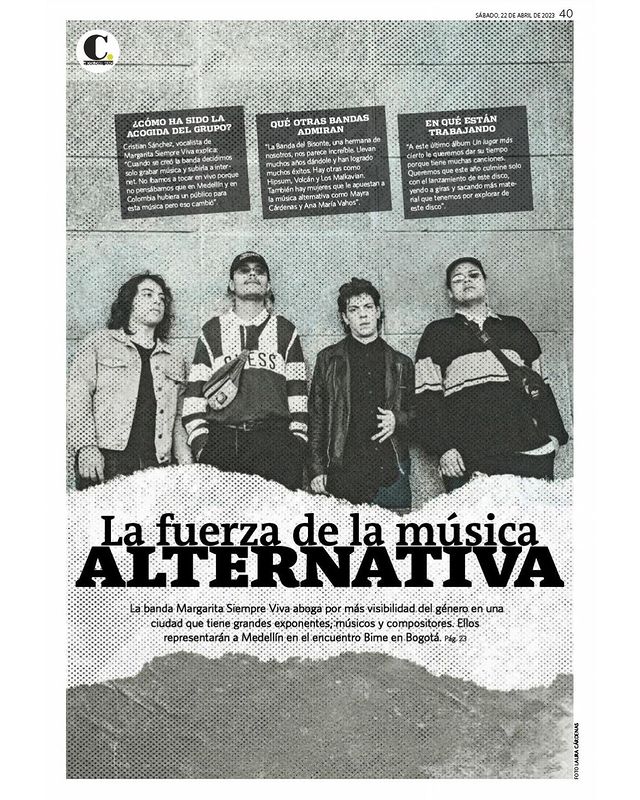 SÁBADO, 22 DE ABRIL DE 2023 40
C
¿CÓMO HA SIDO LA
ACOGIDA DEL GRUPO?
Cristian Sánchez, vocalista de
Margarita Siempre Viva explica:
"Cuando se creó la banda decidimos
solo grabar música y subirla a inter-
net. No íbamos a tocar en vivo porque
no pensábamos que en Medellín y en
Colombia hubiera un público para
esta música pero eso cambió".
QUÉ OTRAS BANDAS
ADMIRAN
"La Banda del Bisonte, una hermana de
nosotros, nos parece increíble. Llevan
muchos años dándole y han logrado
muchos éxitos. Hay otras como
Hipsum, Volcán y Los Malkavian.
También hay mujeres que le apuestan a
la música alternativa como Mayra
Cárdenas y Ana María Vahos".
EN QUÉ ESTÁN
TRABAJANDO
"A este último álbum Un lugar más
cierto le queremos dar su tiempo
porque tiene muchas canciones.
Queremos que este año culmine solo
con el lanzamiento de este disco,
yendo a giras y sacando más mate-
rial que tenemos por explorar de
este disco".
GUESS
La fuerza de la música
ALTERNATIVA
La banda Margarita Siempre Viva aboga por más visibilidad del género en una
ciudad que tiene grandes exponentes, músicos y compositores. Ellos
representarán a Medellín en el encuentro Bime en Bogotá. Pág. 23
FOTO LAURA CÁRDENAS